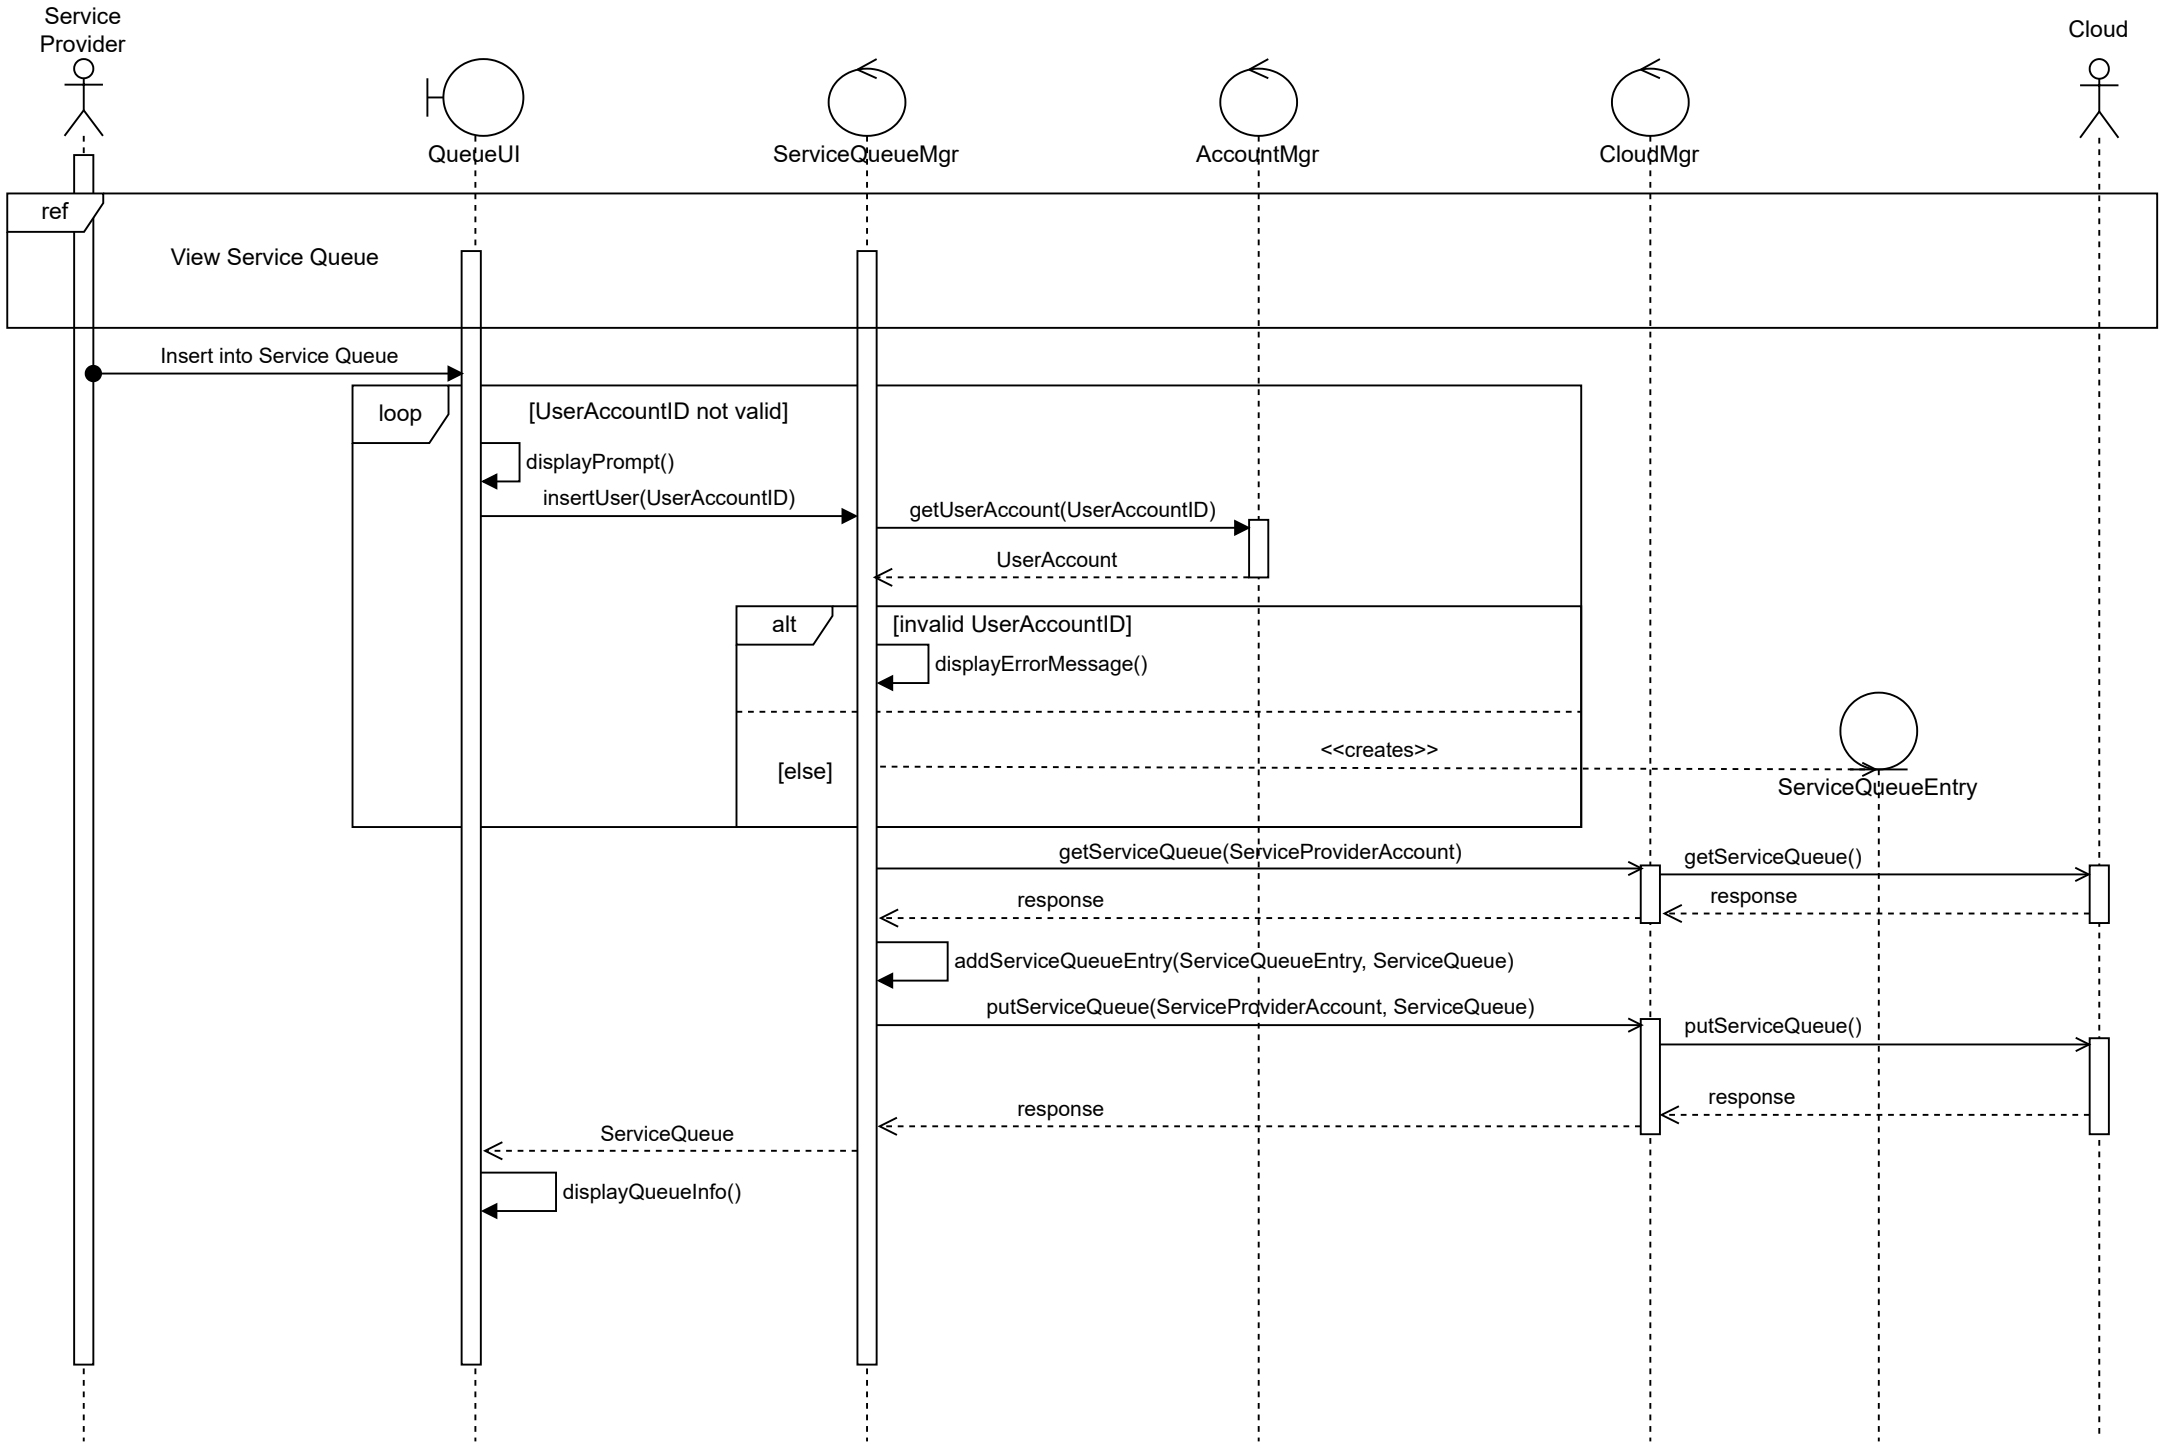 Service
Provider
Cloud
QueueUI
ServiceQueueMgr
AccountMgr
CloudMgr
ref
View Service Queue
Insert into Service Queue
loop
[UserAccountID not valid]
displayPrompt()
insertUser(UserAccountID)
getUserAccount(UserAccountID)
UserAccount
alt
[invalid UserAccountID]
displayErrorMessage()
<<creates>>
[else]
ServiceQueueEntry
getServiceQueue(ServiceProviderAccount)
getServiceQueue()
response
response
addServiceQueueEntry(ServiceQueueEntry, ServiceQueue)
putServiceQueue(ServiceProviderAccount, ServiceQueue)
putServiceQueue()
response
response
ServiceQueue
displayQueueInfo()